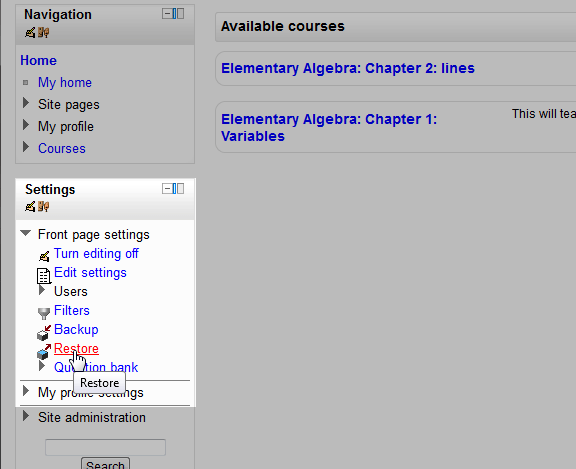 Navigation
Home
My home
Site pages
My profile
Courses
Settings
Front page settings
Turn editing off
Edit settings
Users
Filters
Backup
Restore
Question bank
Restore
My profile settings
Site administration
Search
Available courses
Elementary Algebra: Chapter 2: lines
Elementary Algebra: Chapter 1:
Variables
This will tea